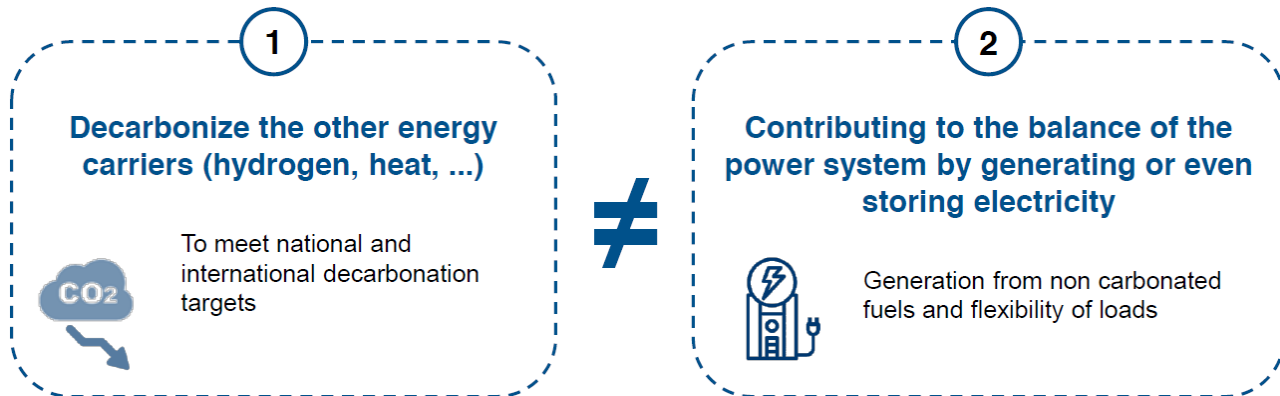 1
Decarbonize the other energy
carriers (hydrogen, heat, ...)
CO2
To meet national and
international decarbonation
targets
≠
2
Contributing to the balance of the
power system by generating or even
storing electricity
Generation from non carbonated
fuels and flexibility of loads